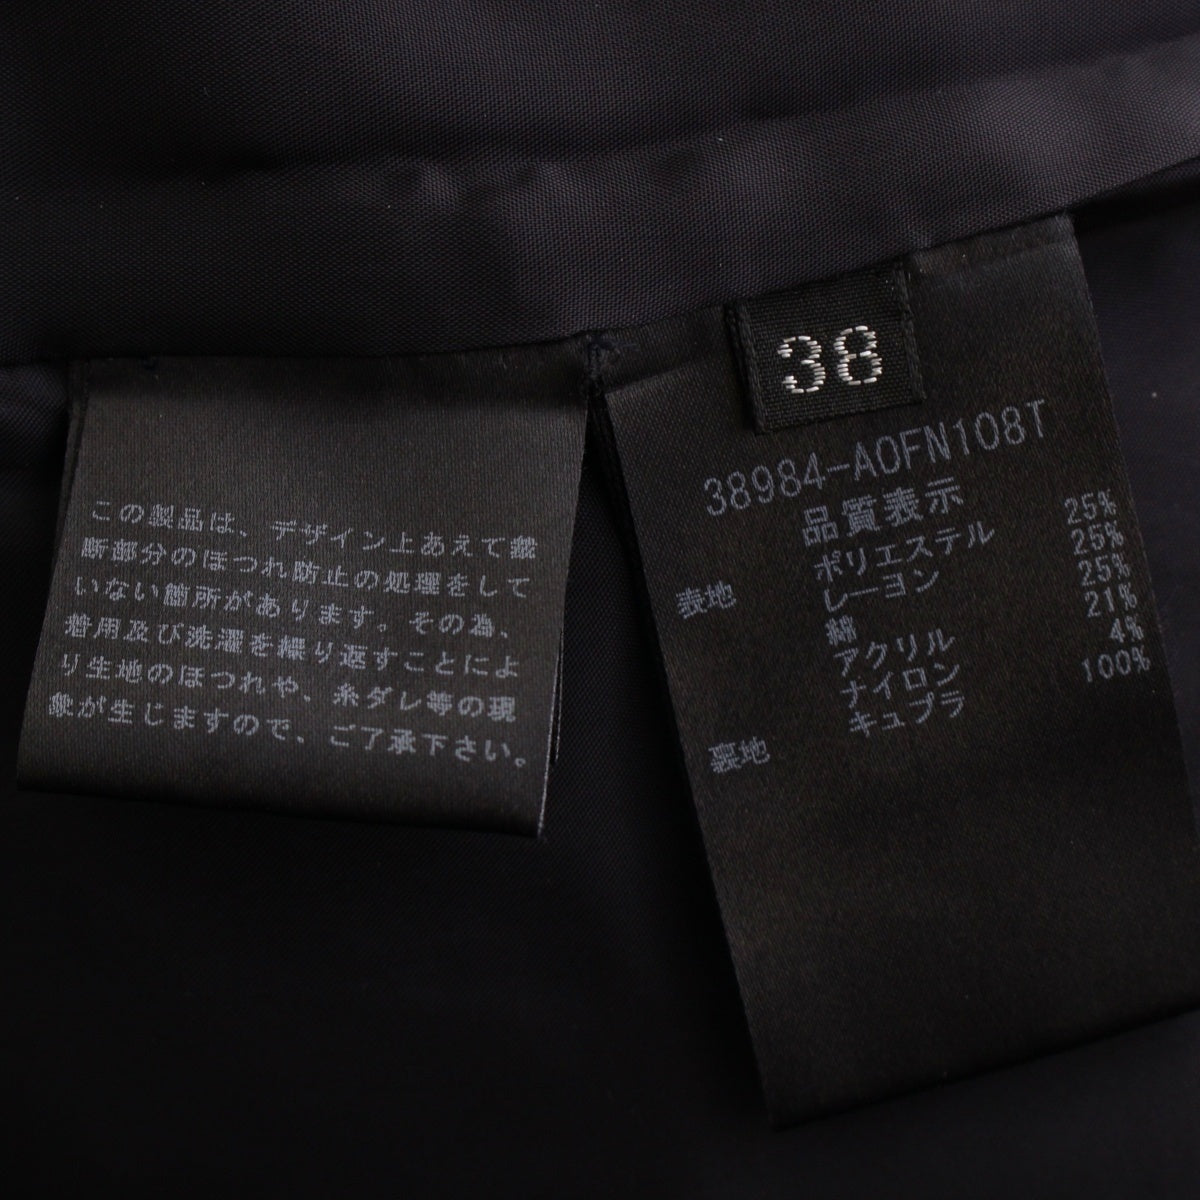 この製品は、デザイン上あえて裁
断部分のほつれ防止の処理をして
いない箇所があります。その為、
着用及び洗濯を繰り返すことによ
り生地のほつれや、糸ダレ等の現
象が生じますので、ご了承下さい。
38
38984-AOFN108T
品質表示
表地 ポリエステル 25%
レーヨン 25%
綿 25%
アクリル 21%
ナイロン 4%
裏地 キュプラ 100%